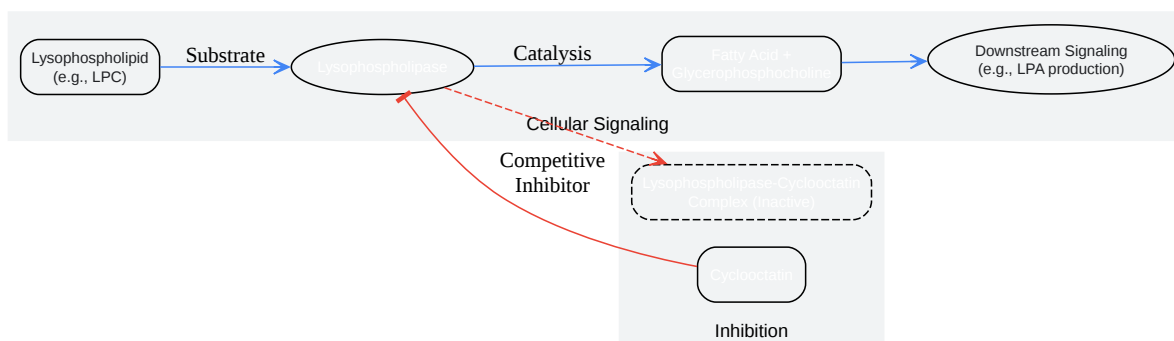 Lysophospholipid
(e.g., LPC)
Substrate
Lysophospholipase
Catalysis
Fatty Acid +
Glycerophosphocholine
Downstream Signaling
(e.g., LPA production)
Cellular Signaling
Competitive
Inhibitor
Lysophospholipase-Cyclooctatin
Complex (Inactive)
Cyclooctatin
Inhibition